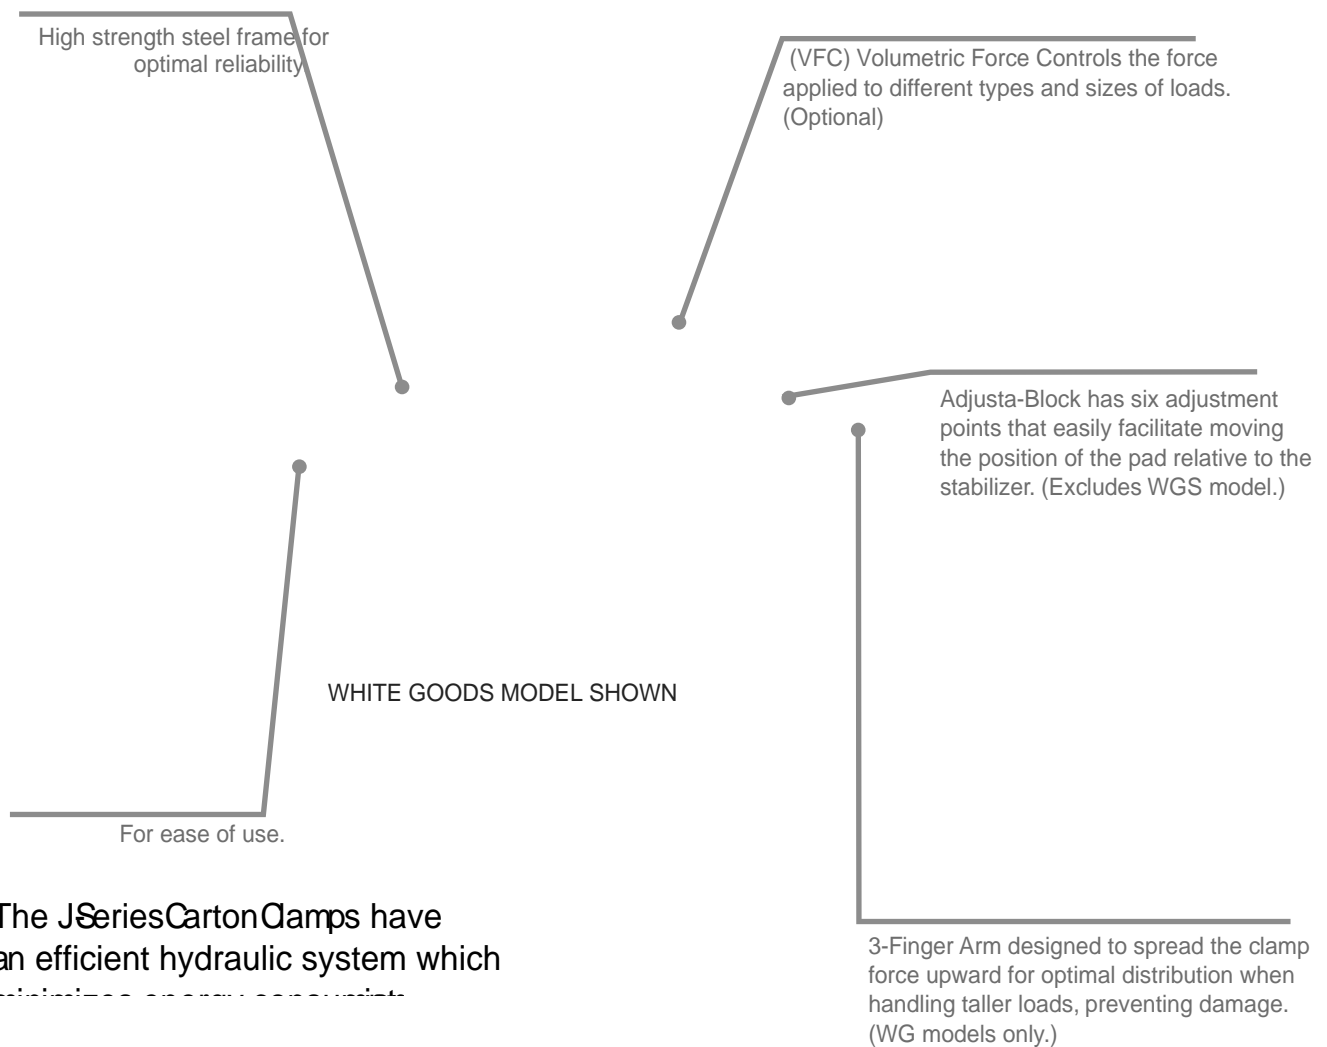 High strength steel frame for
optimal reliability
(VFC) Volumetric Force Controls the force
applied to different types and sizes of loads.
(Optional)
Adjusta-Block has six adjustment
points that easily facilitate moving
the position of the pad relative to the
stabilizer. (Excludes WGS model.)
WHITE GOODS MODEL SHOWN
For ease of use.
The J-Series Carton Clamps have
an efficient hydraulic system which
minimizes energy
3-Finger Arm designed to spread the clamp
force upward for optimal distribution when
handling taller loads, preventing damage.
(WG models only.)